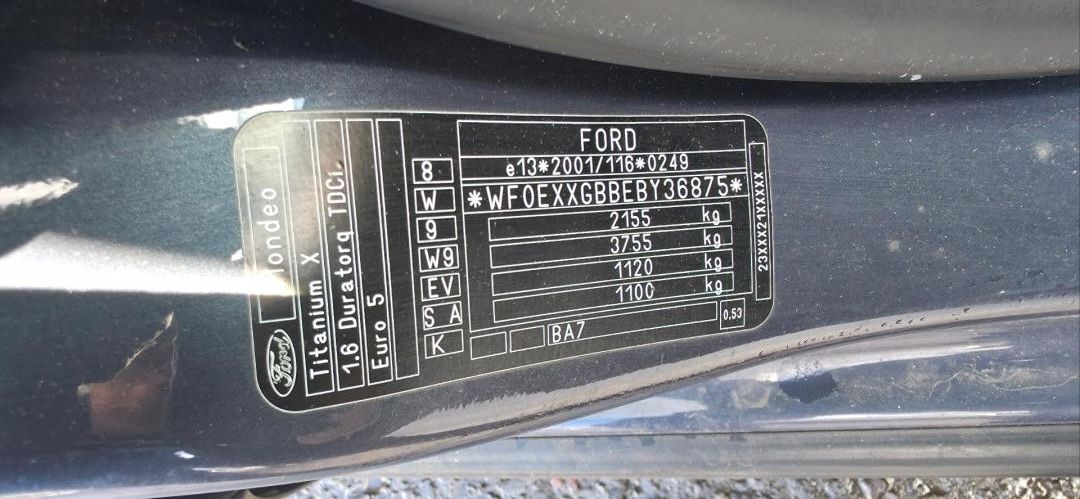 FORD
e13*2001/116*0249
*WF0EXXGBBEBY36875*
2155 kg
3755 kg
1120 kg
1100 kg
BA7
0.53
23XXX21XXXXX
8
W
9
W9
EV
S A
K
Ford
Titanium X
1.6 Duratorq TDCi.
Euro 5